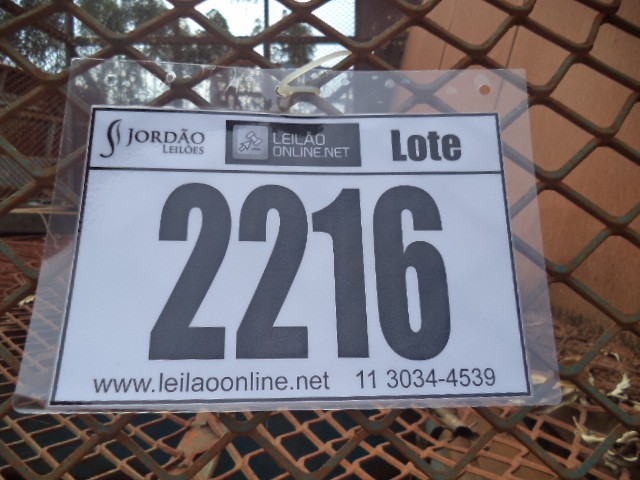 JORDÃO LEILÕES LEILÃO ONLINE.NET Lote
2216
www.leilaoonline.net 11 3034-4539